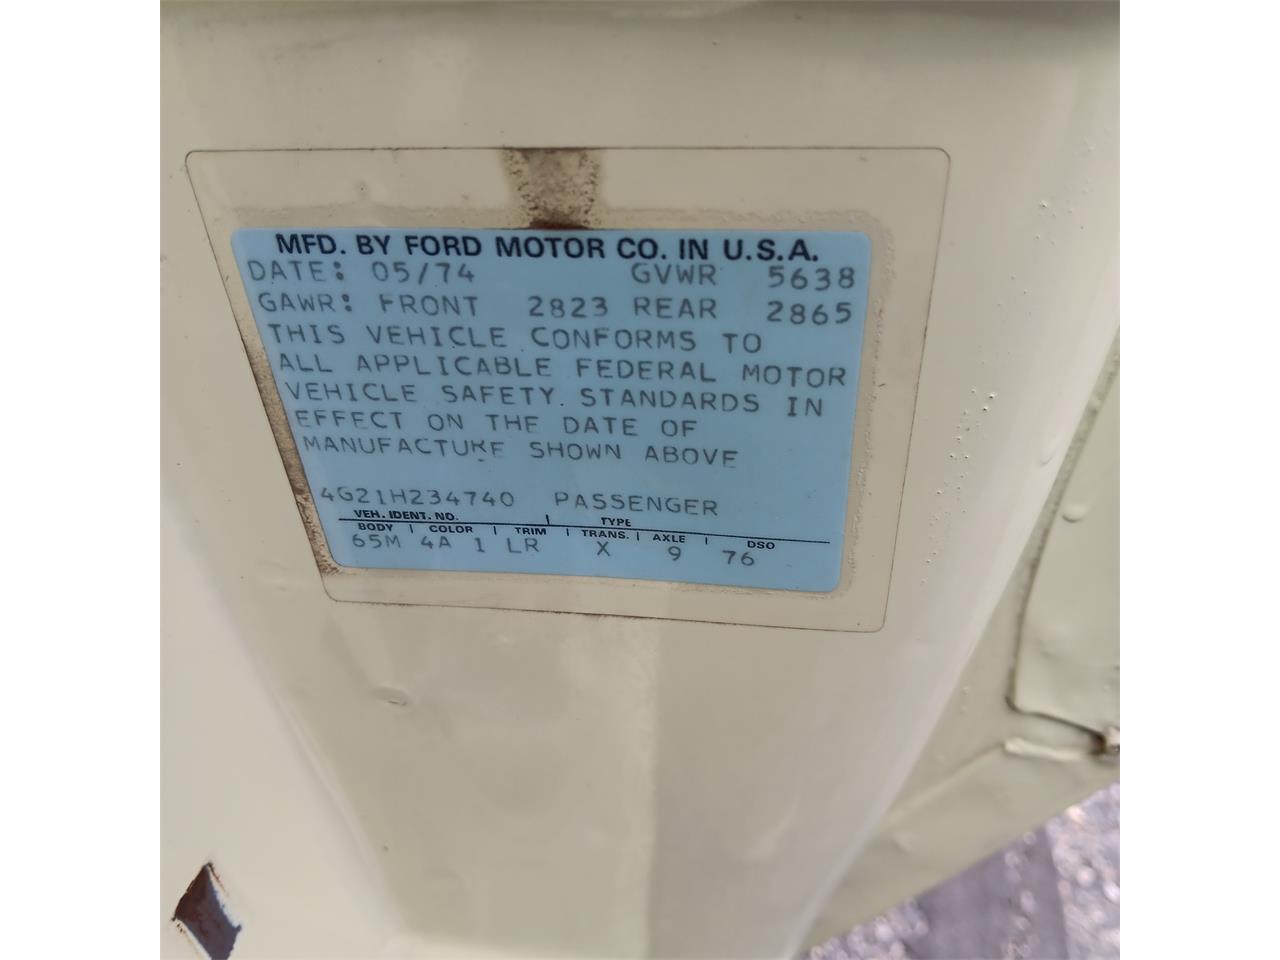 MFD. BY FORD MOTOR CO. IN U.S.A.
DATE: 05/74 GVWR 5638
GAWR: FRONT 2823 REAR 2865
THIS VEHICLE CONFORMS TO
ALL APPLICABLE FEDERAL MOTOR
VEHICLE SAFETY STANDARDS IN
EFFECT ON THE DATE OF
MANUFACTURE SHOWN ABOVE
4G21H234740 PASSENGER
VEH. IDENT. NO. TYPE
BODY COLOR TRIM TRANS. AXLE DSO
65M 4A 1 LR X 9 76